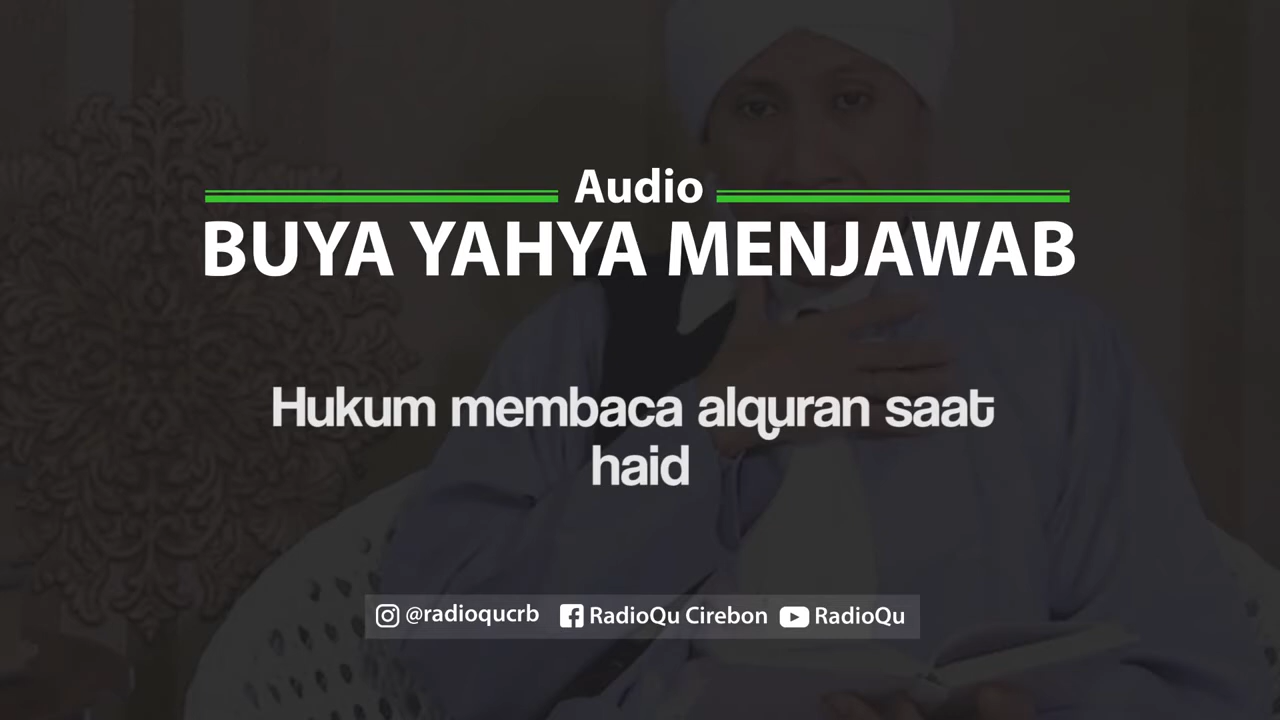 Audio
BUYA YAHYA MENJAWAB
Hukum membaca alquran saat
haid
@radioqucrb RadioQu Cirebon RadioQu